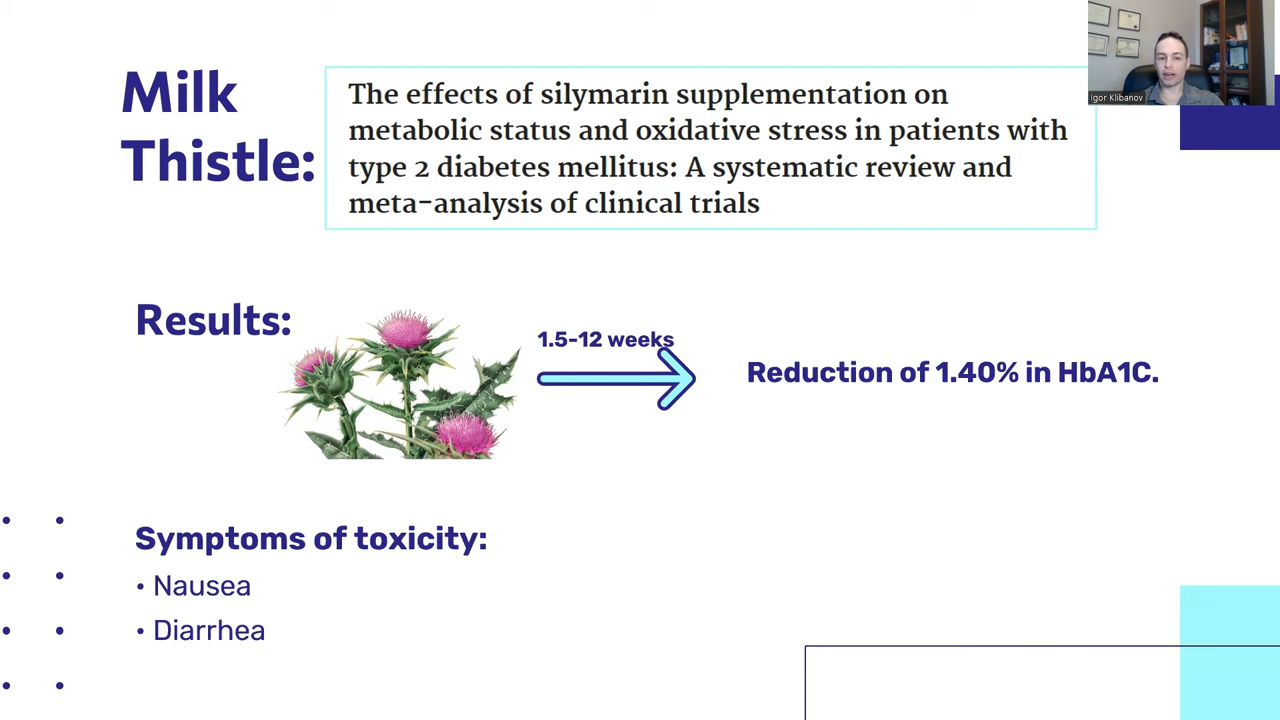 Milk
Thistle:
The effects of silymarin supplementation on
metabolic status and oxidative stress in patients with
type 2 diabetes mellitus: A systematic review and
meta-analysis of clinical trials
Igor Klibanov
Results:
1.5-12 weeks
Reduction of 1.40% in HbA1C.
Symptoms of toxicity:
• Nausea
• Diarrhea